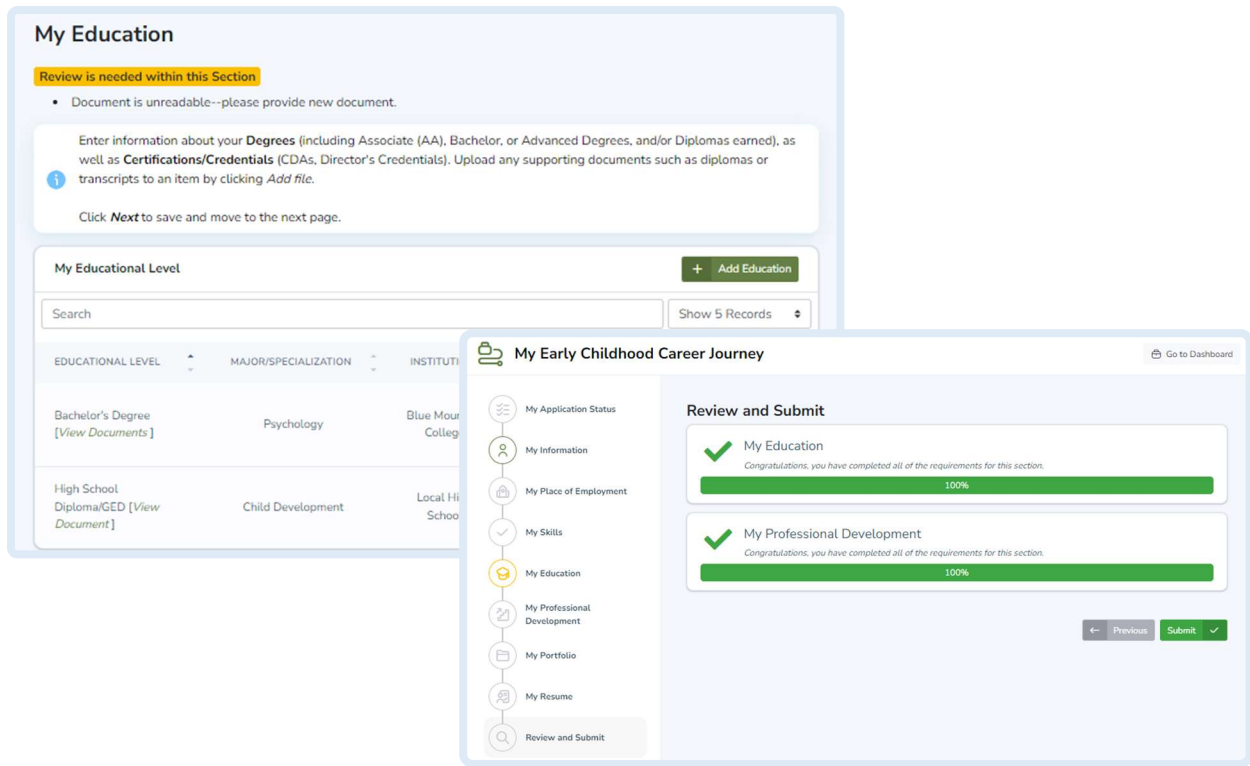 My Education
Review is needed within this Section
• Document is unreadable--please provide new document.
Enter information about your Degrees (including Associate (AA), Bachelor, or Advanced Degrees, and/or Diplomas earned), as
well as Certifications/Credentials (CDAs, Director's Credentials). Upload any supporting documents such as diplomas or
transcripts to an item by clicking Add file.
Click Next to save and move to the next page.
My Educational Level
+ Add Education
Search
Show 5 Records
EDUCATIONAL LEVEL MAJOR/SPECIALIZATION INSTITUTI
Bachelor's Degree
[View Documents ]
Psychology
Blue Mour
Colleg
High School
Diploma/GED [View
Document ]
Child Development
Local Hi
Schoo
My Early Childhood Career Journey
Go to Dashboard
My Application Status
My Information
My Place of Employment
My Skills
My Education
My Professional
Development
My Portfolio
My Resume
Review and Submit
Review and Submit
My Education
Congratulations, you have completed all of the requirements for this section.
100%
My Professional Development
Congratulations, you have completed all of the requirements for this section.
100%
← Previous
Submit ✓